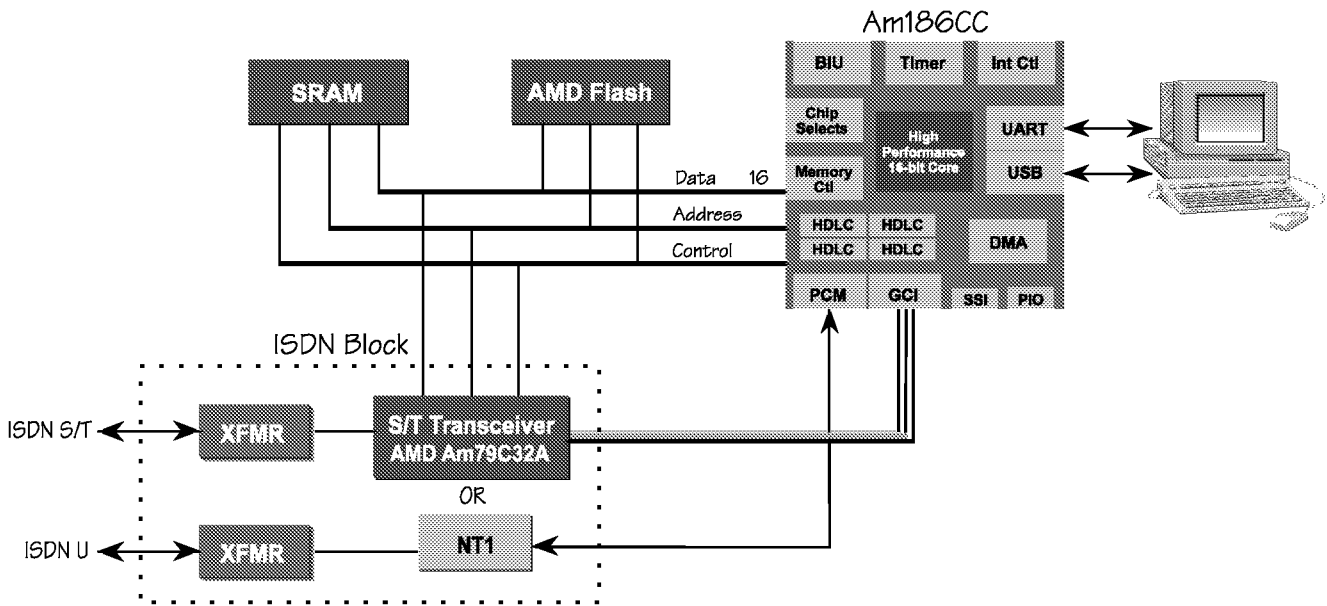 Am186CC
BIU
Timer
Int Ctl
SRAM
AMD Flash
Chip
Selects
High
Performance
16-bit Core
UART
Memory
Ctl
USB
Data 16
Address
Control
HDLC HDLC
HDLC HDLC
DMA
PCM
GCI
SSI
PIO
ISDN Block
ISDN S/T
XFMR
S/T Transceiver
AMD Am79C32A
OR
ISDN U
XFMR
NT1